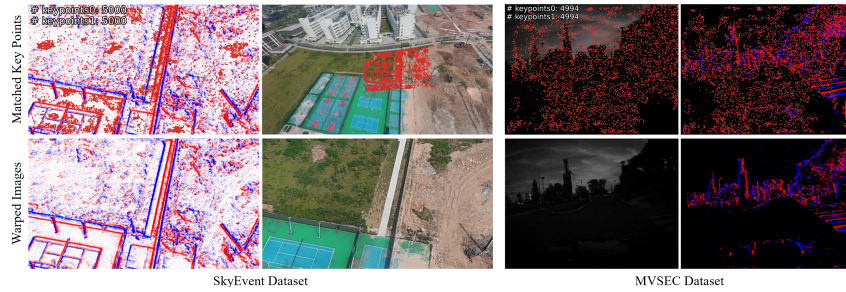 Matched Key Points
# keypoints0: 5000
# keypoints1: 5000
# keypoints0: 4994
# keypoints1: 4994
Warped Images
SkyEvent Dataset
MVSEC Dataset